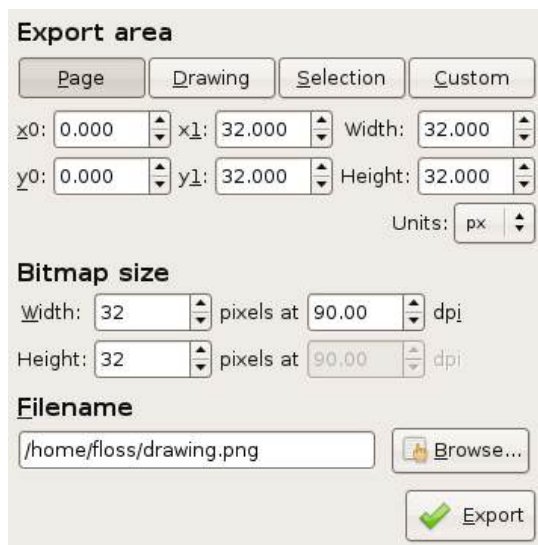 Export area
Page Drawing Selection Custom
x0: 0.000 x1: 32.000 Width: 32.000
y0: 0.000 y1: 32.000 Height: 32.000
Units: px
Bitmap size
Width: 32 pixels at 90.00 dpi
Height: 32 pixels at 90.00 dpi
Filename
/home/floss/drawing.png Browse...
Export